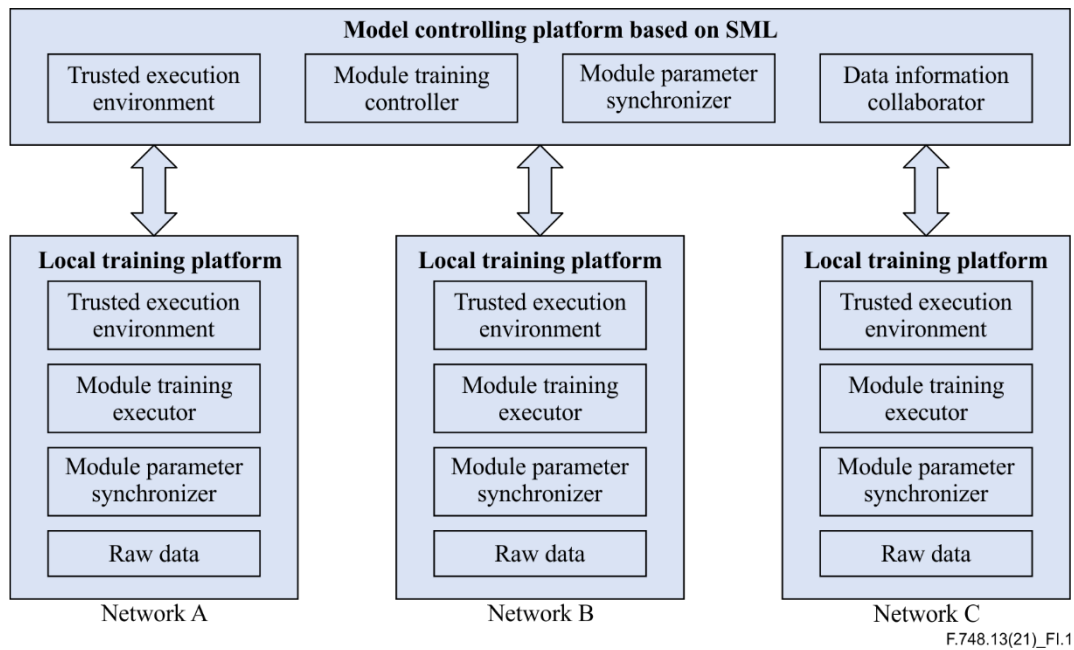 Model controlling platform based on SML
Trusted execution
environment
Module training
controller
Module parameter
synchronizer
Data information
collaborator
Local training platform
Trusted execution
environment
Module training
executor
Module parameter
synchronizer
Raw data
Network A
Local training platform
Trusted execution
environment
Module training
executor
Module parameter
synchronizer
Raw data
Network B
Local training platform
Trusted execution
environment
Module training
executor
Module parameter
synchronizer
Raw data
Network C
F.748.13(21)_FI.1